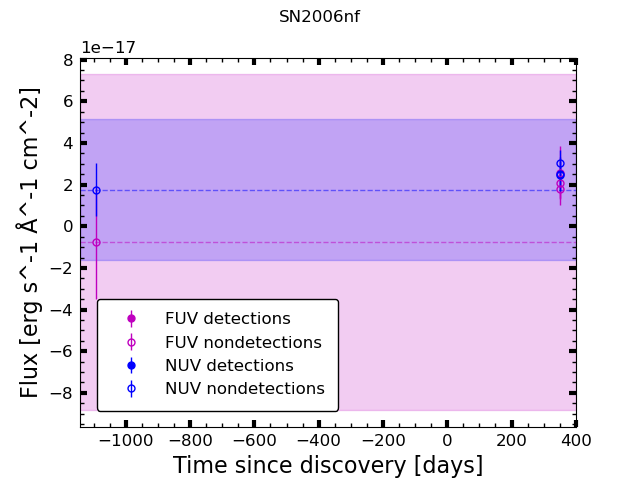 SN2006nf
1e−17
8
6
4
2
0
−2
−4
−6
−8
Flux [erg s^-1 Å^-1 cm^-2]
FUV detections
FUV nondetections
NUV detections
NUV nondetections
−1000 −800 −600 −400 −200 0 200 400
Time since discovery [days]